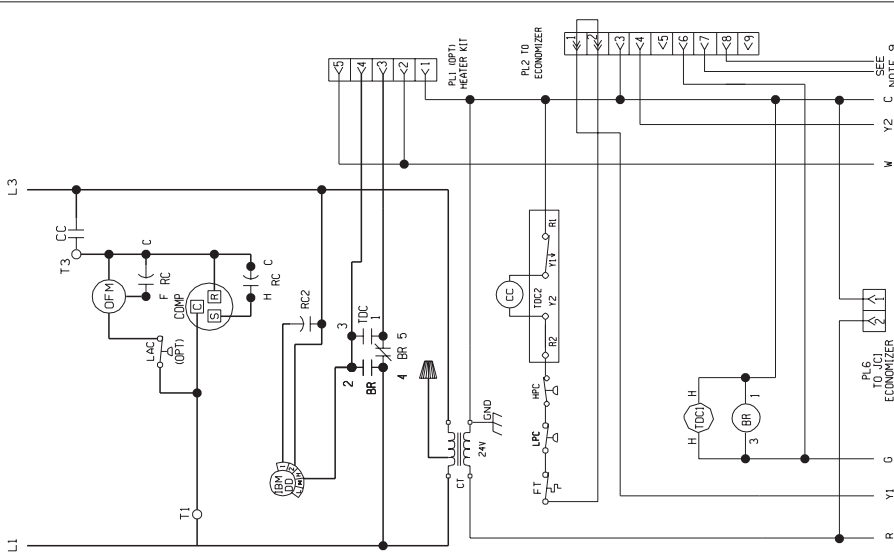 L1
L3
T1
T3
CC
OFM
F
RC
C
LAC
(OPT)
COMP
C
S
R
H
RC
C
IBM
DD
1
2
L
M
H
RC2
3
TDC
1
2
BR
4
BR 5
PL1 (OPT)
HEATER KIT
5
4
3
2
1
CT
24V
GND
PL2 TO
ECONOMIZER
1
2
3
4
5
6
7
8
9
FT
LPC
HPC
R2
TDC2
Y2
Y1
R1
CC
H
TDC1
H
3
BR
1
PL6
TO JC1
ECONOMIZER
2
1
R
Y1
G
W
Y2
C
SEE
NOTE 9